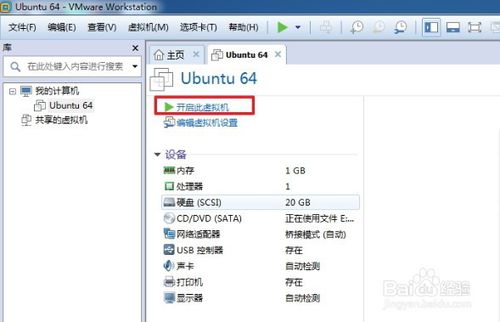 Ubuntu 64 - VMware Workstation
文件(F) 编辑(E) 查看(V) 虚拟机(M) 选项卡(T) 帮助(H)
库
在此处键入内容进行搜索
我的计算机
Ubuntu 64
共享的虚拟机
主页 Ubuntu 64
Ubuntu 64
开启此虚拟机
编辑虚拟机设置
设备
内存 1 GB
处理器 1
硬盘 (SCSI) 20 GB
CD/DVD (SATA) 正在使用文件 E:...
网络适配器 桥接模式 (自动)
USB 控制器 存在
声卡 自动检测
打印机 存在
显示器 自动检测
Baidu 经验
jingyan.baidu.com